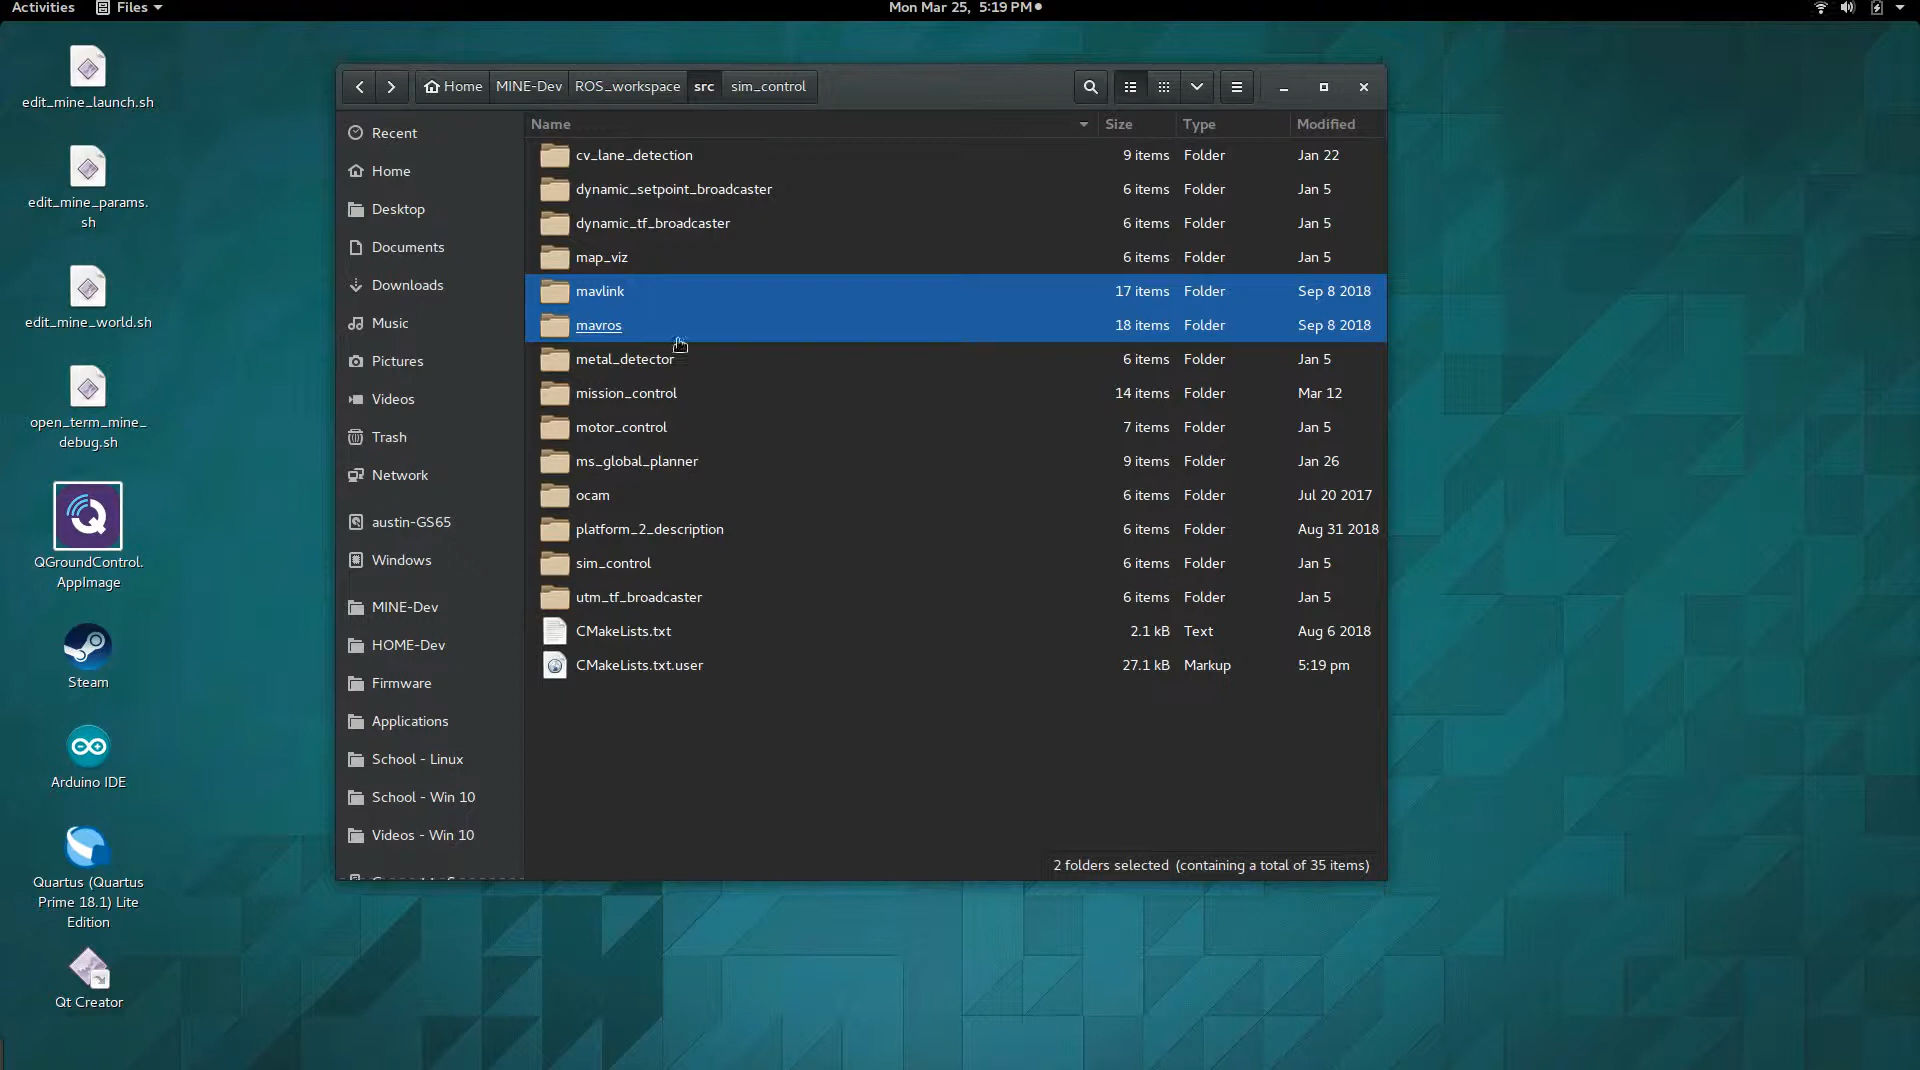 Activities Files Mon Mar 25, 5:19 PM
edit_mine_launch.sh
edit_mine_params.
sh
edit_mine_world.sh
open_term_mine_
debug.sh
QGroundControl.
AppImage
Steam
Arduino IDE
Quartus (Quartus
Prime 18.1) Lite
Edition
Qt Creator
Home MINE-Dev ROS_workspace src sim_control
Recent
Home
Desktop
Documents
Downloads
Music
Pictures
Videos
Trash
Network
austin-GS65
Windows
MINE-Dev
HOME-Dev
Firmware
Applications
School - Linux
School - Win 10
Videos - Win 10
Name Size Type Modified
cv_lane_detection 9 items Folder Jan 22
dynamic_setpoint_broadcaster 6 items Folder Jan 5
dynamic_tf_broadcaster 6 items Folder Jan 5
map_viz 6 items Folder Jan 5
mavlink 17 items Folder Sep 8 2018
mavros 18 items Folder Sep 8 2018
metal_detector 6 items Folder Jan 5
mission_control 14 items Folder Mar 12
motor_control 7 items Folder Jan 5
ms_global_planner 9 items Folder Jan 26
ocam 6 items Folder Jul 20 2017
platform_2_description 6 items Folder Aug 31 2018
sim_control 6 items Folder Jan 5
utm_tf_broadcaster 6 items Folder Jan 5
CMakeLists.txt 2.1 kB Text Aug 6 2018
CMakeLists.txt.user 27.1 kB Markup 5:19 pm
2 folders selected (containing a total of 35 items)